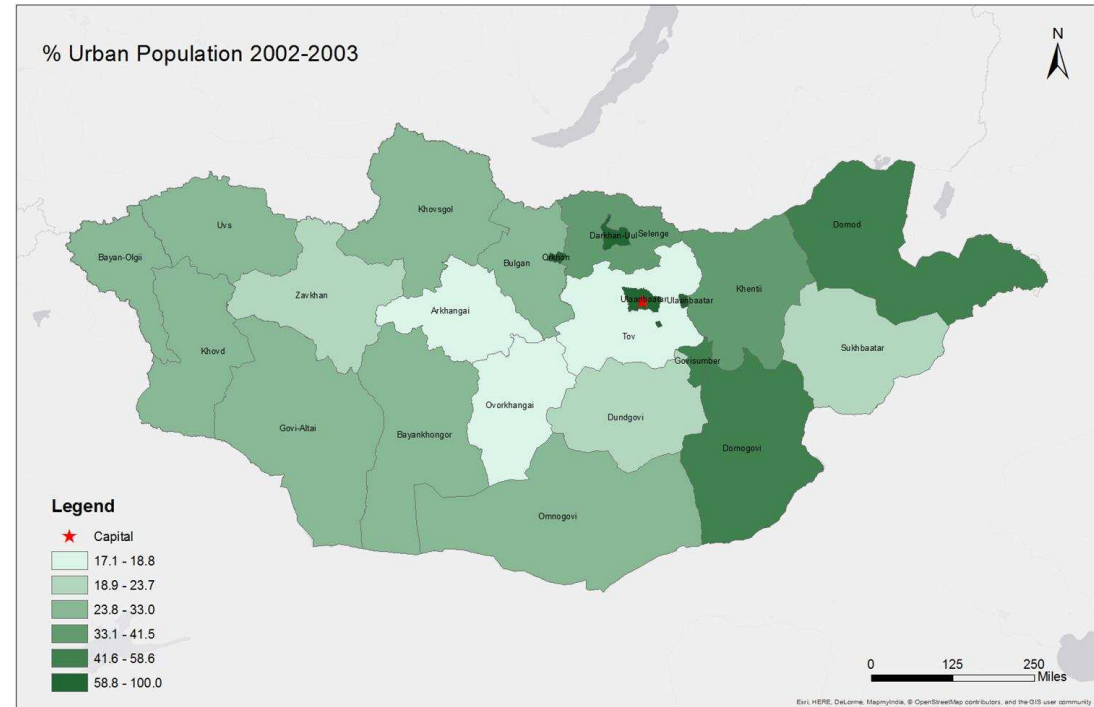 % Urban Population 2002-2003
N
Khovsgol
Uvs
Domod
Darkhan-Uul
Selenge
Bayan-Olgii
Orkhon
Bulgan
Zavkhan
Khentii
Ulaanbaatar
Ulaanbaatar
Arkhangai
Tov
Khovd
Sukhbaatar
Govisumber
Ovorkhangai
Dundgovi
Govi-Altai
Bayankhongor
Dornogovi
Omnogovi
Legend
Capital
17.1 - 18.8
18.9 - 23.7
23.8 - 33.0
33.1 - 41.5
41.6 - 58.6
58.8 - 100.0
0 125 250
Miles
Esri, HERE, DeLorme, MapmyIndia, © OpenStreetMap contributors, and the GIS user community